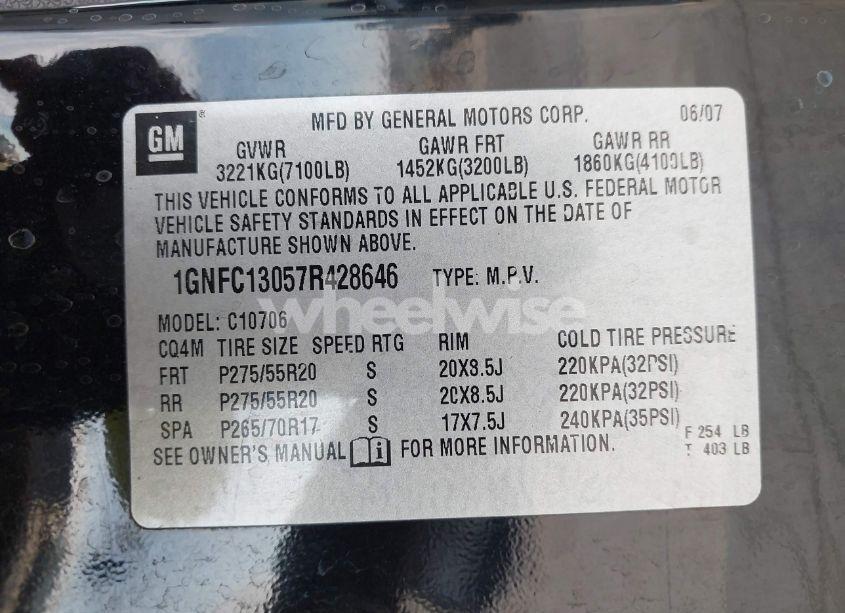 GM® MFD BY GENERAL MOTORS CORP. 06/07
GVWR GAWR FRT GAWR RR
3221KG(7100LB) 1452KG(3200LB) 1860KG(4100LB)
THIS VEHICLE CONFORMS TO ALL APPLICABLE U.S. FEDERAL MOTOR
VEHICLE SAFETY STANDARDS IN EFFECT ON THE DATE OF
MANUFACTURE SHOWN ABOVE.
1GNFC13057R428646 TYPE: M.P.V.
wheelwise
MODEL: C10706
CQ4M TIRE SIZE SPEED RTG RIM COLD TIRE PRESSURE
FRT P275/55R20 S 20X8.5J 220KPA(32PSI)
RR P275/55R20 S 20X8.5J 220KPA(32PSI)
SPA P265/70R17 S 17X7.5J 240KPA(35PSI)
F 254 LB
SEE OWNER'S MANUAL FOR MORE INFORMATION. T 403 LB